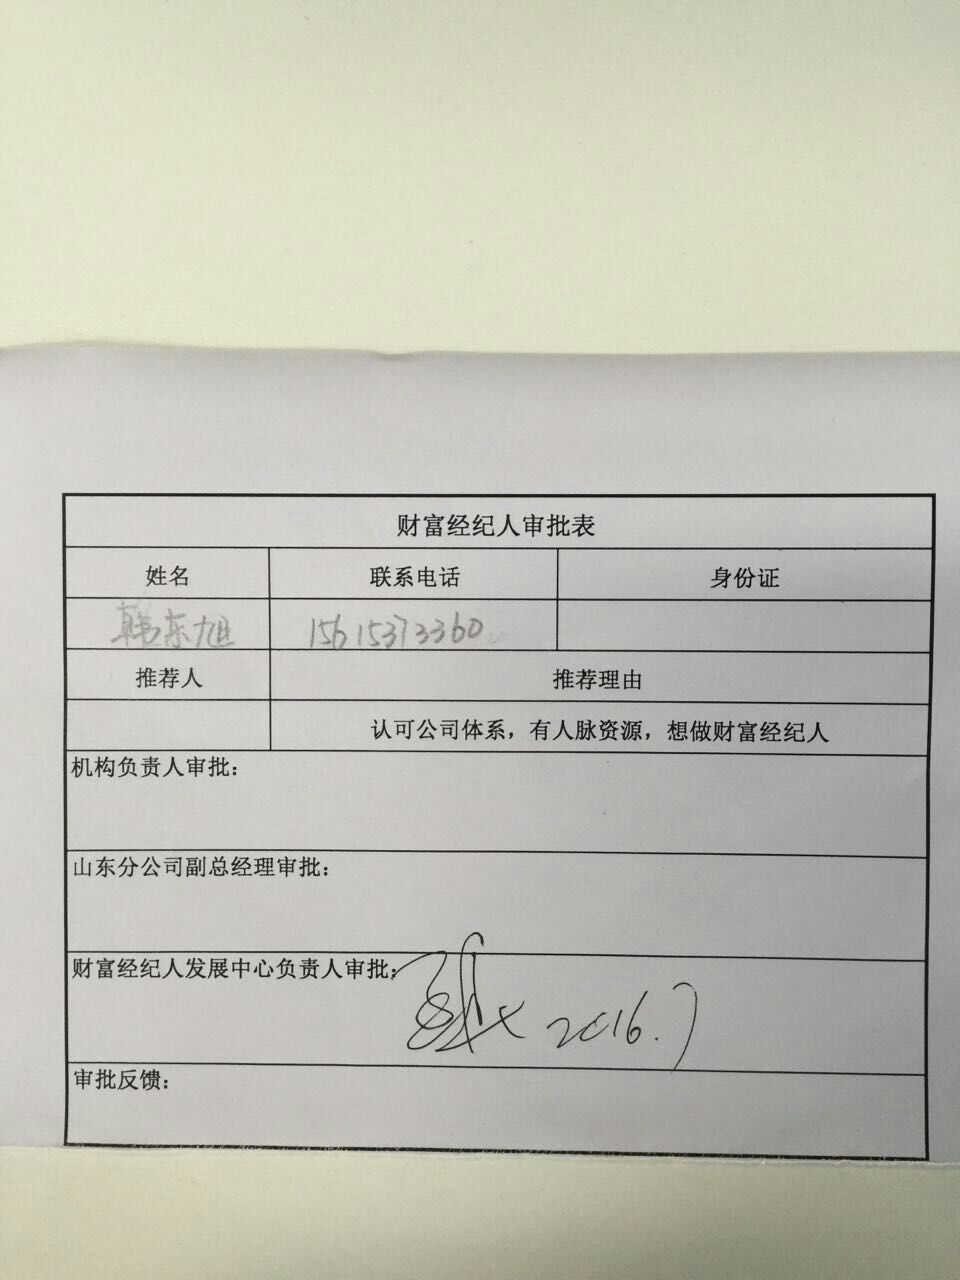 财富经纪人审批表
姓名 联系电话 身份证
韩东旭 15615373360
推荐人 推荐理由
认可公司体系，有人脉资源，想做财富经纪人
机构负责人审批：
山东分公司副总经理审批：
财富经纪人发展中心负责人审批：
2016.7
审批反馈：